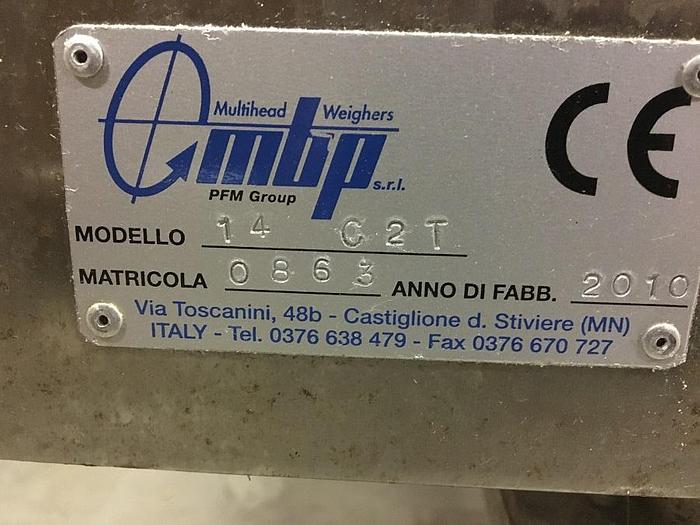 Multihead Weighers
mbp s.r.l.
PFM Group
CE
MODELLO 14 C2T
MATRICOLA 0863 ANNO DI FABB. 2010
Via Toscanini, 48b - Castiglione d. Stiviere (MN)
ITALY - Tel. 0376 638 479 - Fax 0376 670 727